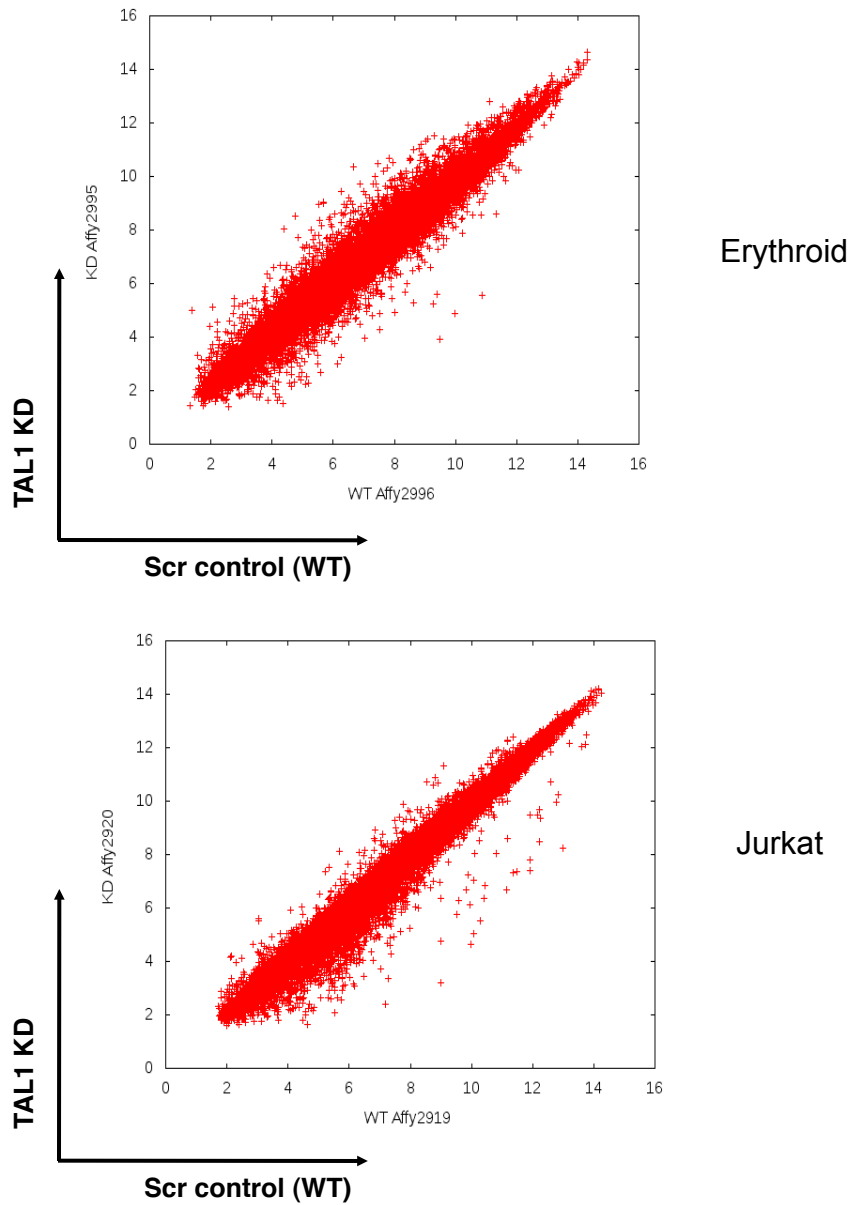 16
14
12
10
8
6
4
2
0
0 2 4 6 8 10 12 14 16
KD Affy2995
WT Affy2996
TAL1 KD
Scr control (WT)
Erythroid
16
14
12
10
8
6
4
2
0
0 2 4 6 8 10 12 14 16
KD Affy2920
WT Affy2919
TAL1 KD
Scr control (WT)
Jurkat